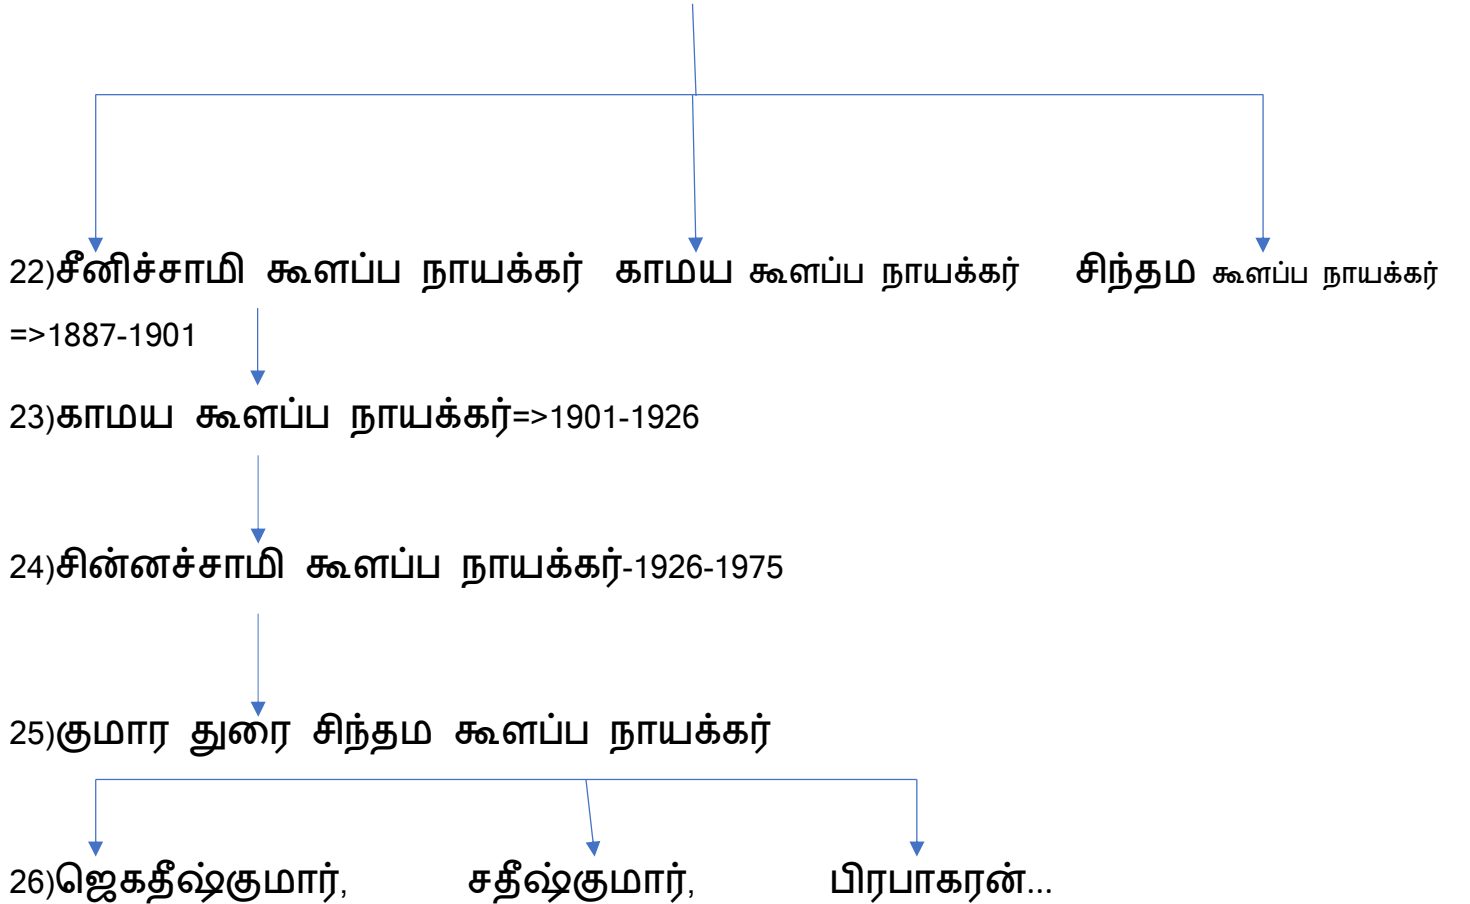 22)சீனிச்சாமி கூளப்ப நாயக்கர் காமய கூளப்ப நாயக்கர் சிந்தம கூளப்ப நாயக்கர்
=>1887-1901
23)காமய கூளப்ப நாயக்கர்=>1901-1926
24)சின்னச்சாமி கூளப்ப நாயக்கர்-1926-1975
25)குமார துரை சிந்தம கூளப்ப நாயக்கர்
26)ஜெகதீஷ்குமார், சதீஷ்குமார், பிரபாகரன்...